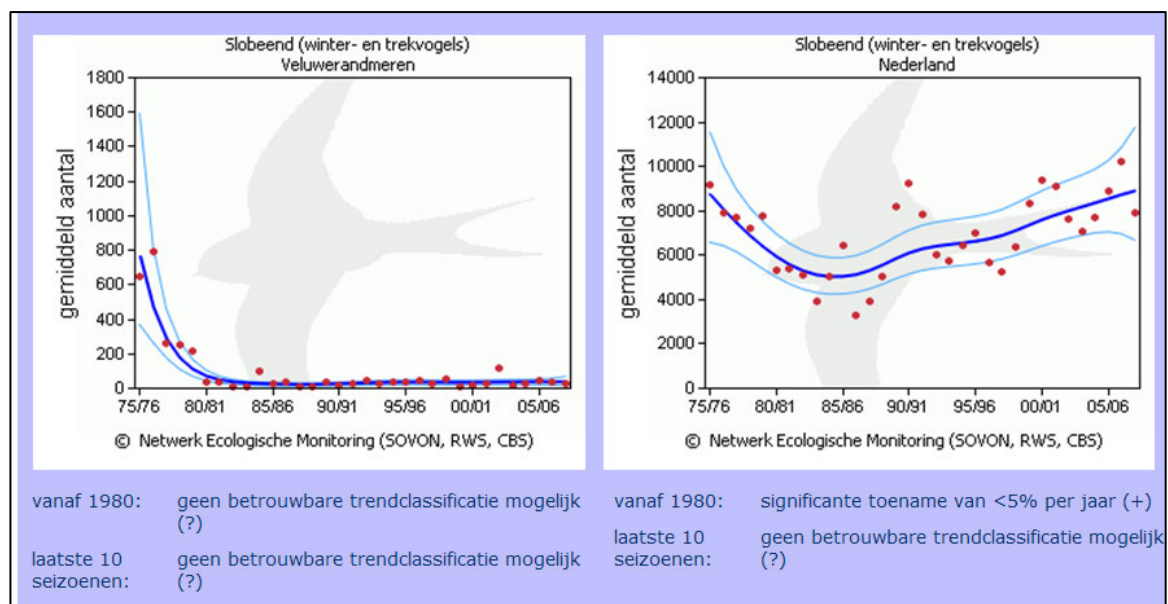 Slobeend (winter- en trekvogels)
Veluwerandmeren
gemiddeld aantal
1800
1600
1400
1200
1000
800
600
400
200
0
75/76 80/81 85/86 90/91 95/96 00/01 05/06
© Netwerk Ecologische Monitoring (SOVON, RWS, CBS)
vanaf 1980: geen betrouwbare trendclassificatie mogelijk
(?)
laatste 10 geen betrouwbare trendclassificatie mogelijk
seizoenen: (?)
Slobeend (winter- en trekvogels)
Nederland
gemiddeld aantal
14000
12000
10000
8000
6000
4000
2000
0
75/76 80/81 85/86 90/91 95/96 00/01 05/06
© Netwerk Ecologische Monitoring (SOVON, RWS, CBS)
vanaf 1980: significante toename van <5% per jaar (+)
laatste 10 geen betrouwbare trendclassificatie mogelijk
seizoenen: (?)